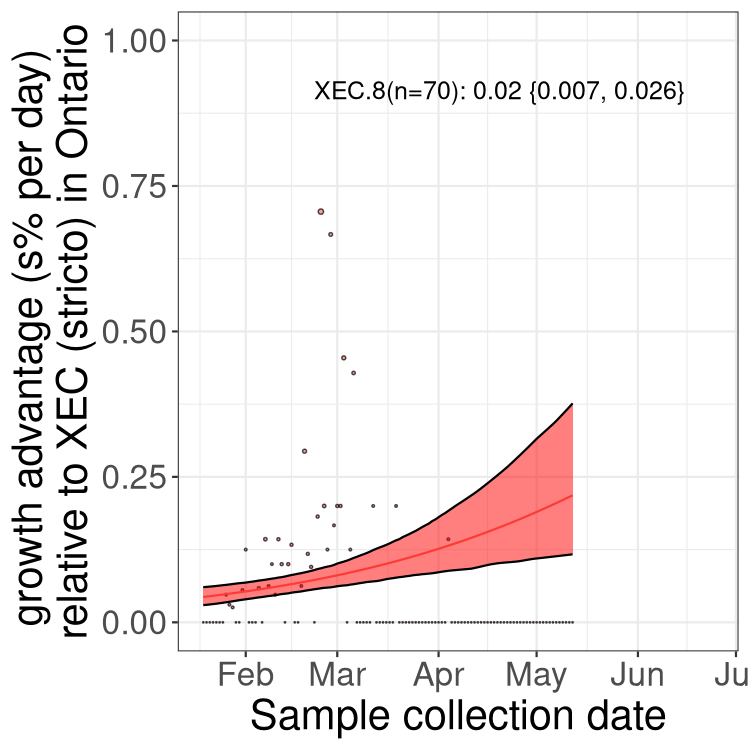 growth advantage (s% per day)
relative to XEC (stricto) in Ontario
1.00
0.75
0.50
0.25
0.00
XEC.8(n=70): 0.02 {0.007, 0.026}
Feb Mar Apr May Jun Ju
Sample collection date